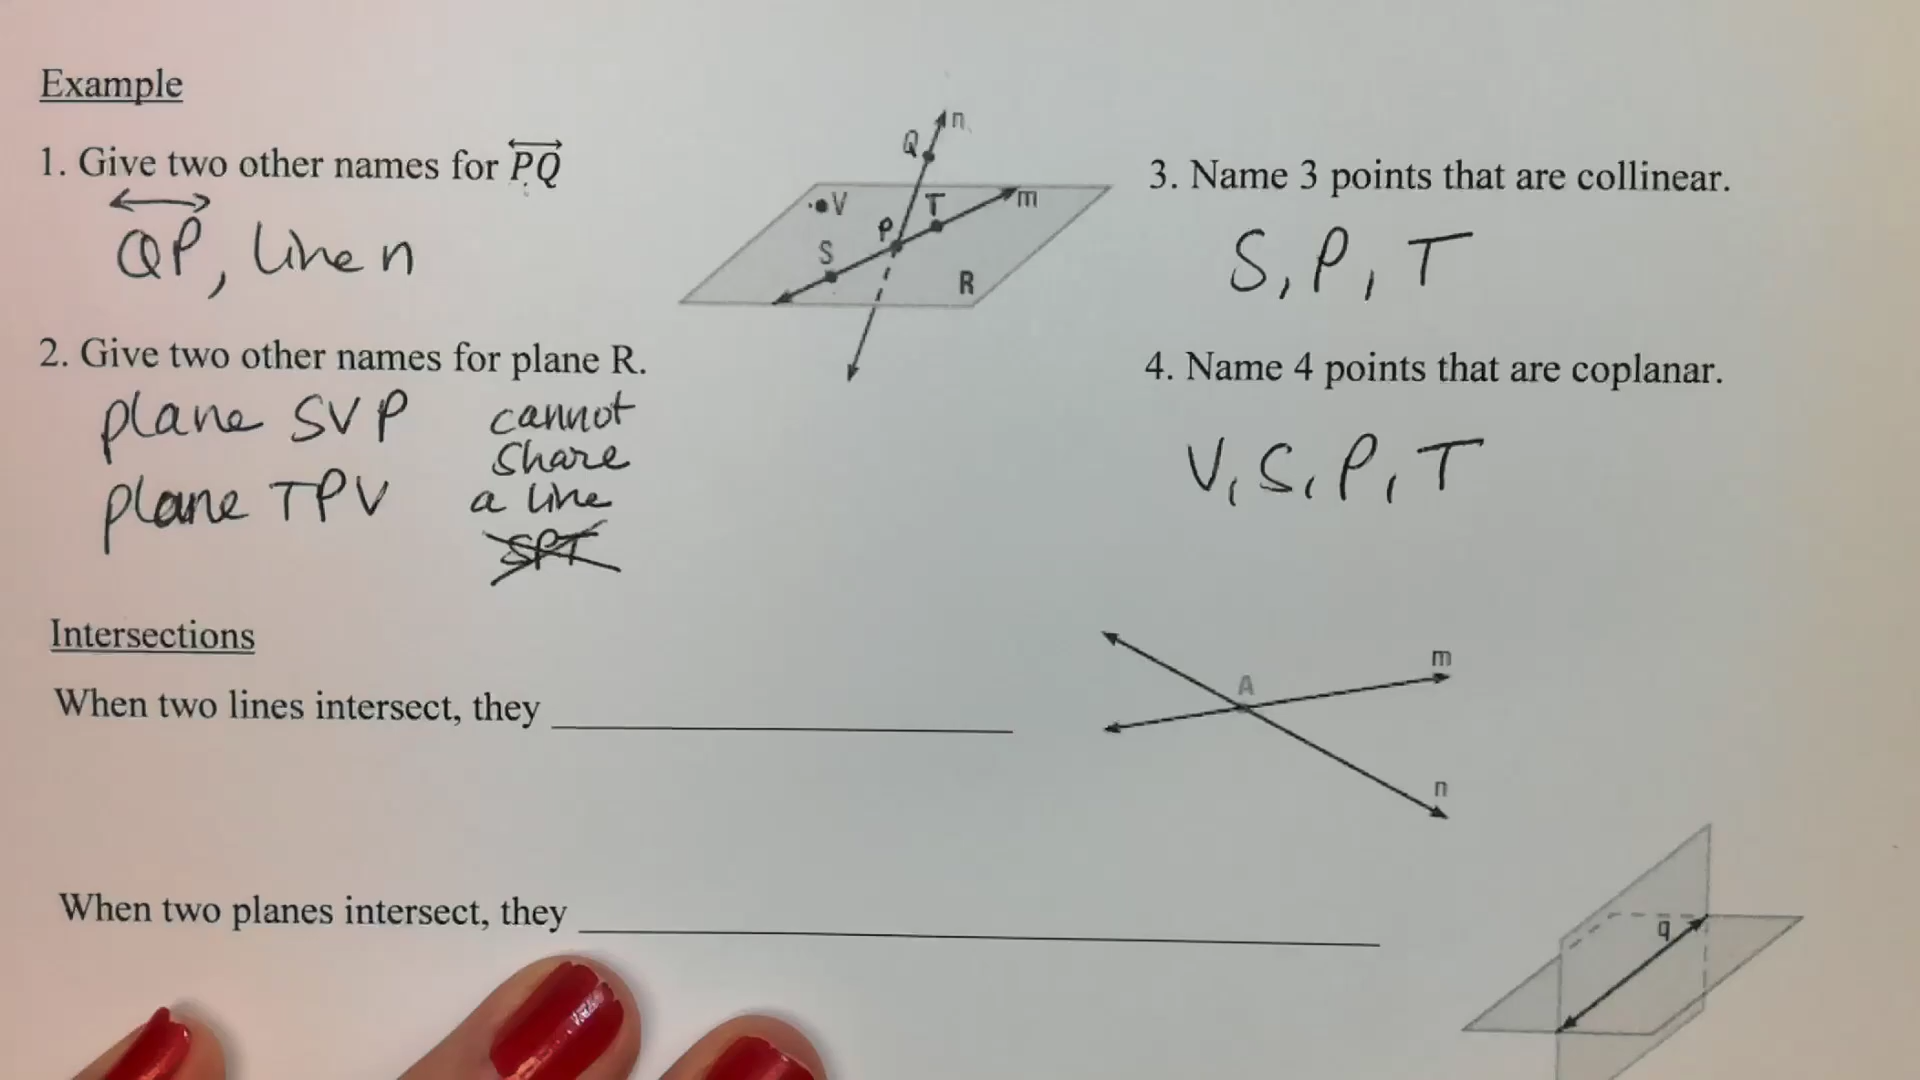 Example
1. Give two other names for PQ
QP, line n
2. Give two other names for plane R.
plane SVP
plane TPV
cannot
share
a line
SPT
n
Q
V
T
m
P
S
R
3. Name 3 points that are collinear.
S, P, T
4. Name 4 points that are coplanar.
V, S, P, T
Intersections
When two lines intersect, they
A
m
n
When two planes intersect, they
q